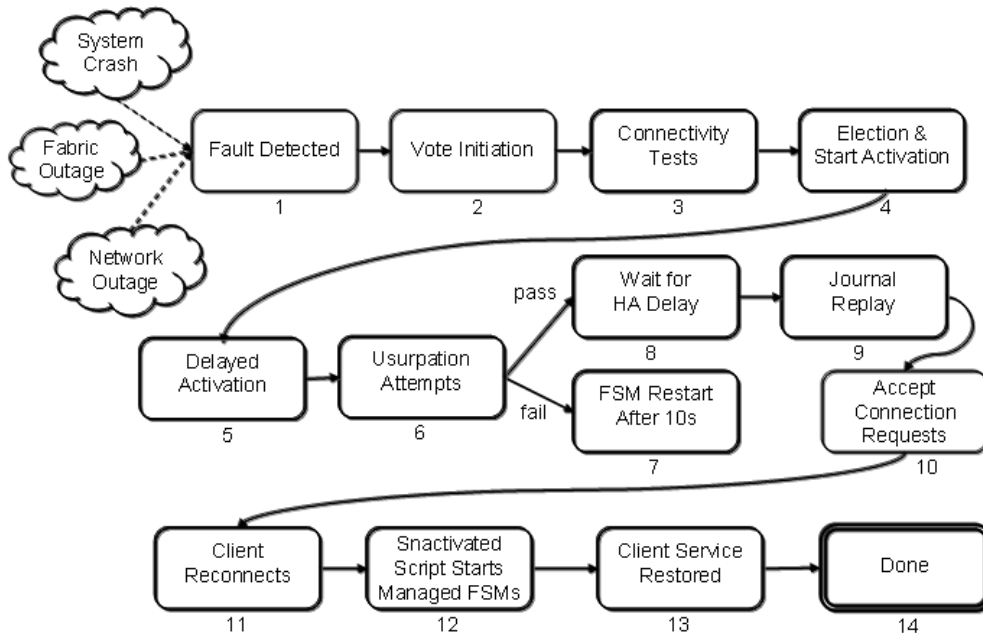 System
Crash
Fabric
Outage
Network
Outage
Fault Detected
1
Vote Initiation
2
Connectivity
Tests
3
Election &
Start Activation
4
Delayed
Activation
5
Usurpation
Attempts
6
pass
fail
Wait for
HA Delay
8
Journal
Replay
9
FSM Restart
After 10s
7
Accept
Connection
Requests
10
Client
Reconnects
11
Snactivated
Script Starts
Managed FSMs
12
Client Service
Restored
13
Done
14